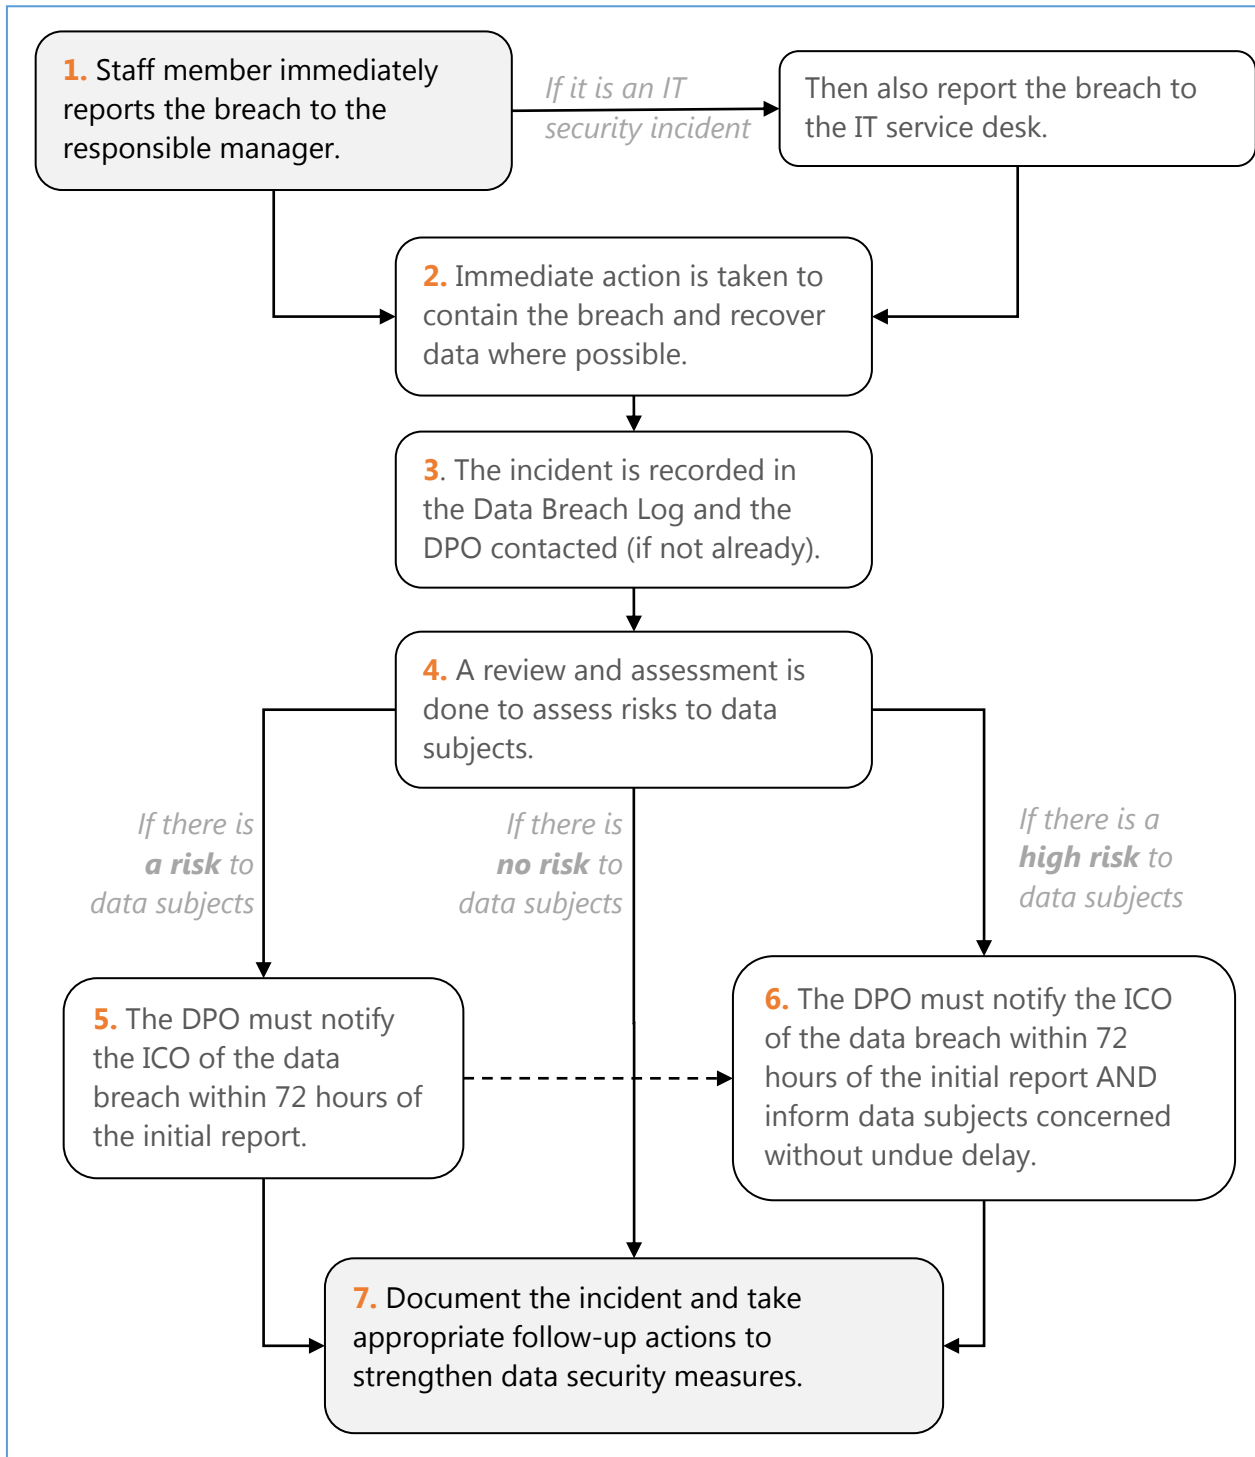 1. Staff member immediately
reports the breach to the
responsible manager.
If it is an IT
security incident
Then also report the breach to
the IT service desk.
2. Immediate action is taken to
contain the breach and recover
data where possible.
3. The incident is recorded in
the Data Breach Log and the
DPO contacted (if not already).
4. A review and assessment is
done to assess risks to data
subjects.
If there is
a risk to
data subjects
If there is
no risk to
data subjects
If there is a
high risk to
data subjects
5. The DPO must notify
the ICO of the data
breach within 72 hours of
the initial report.
6. The DPO must notify the ICO
of the data breach within 72
hours of the initial report AND
inform data subjects concerned
without undue delay.
7. Document the incident and take
appropriate follow-up actions to
strengthen data security measures.